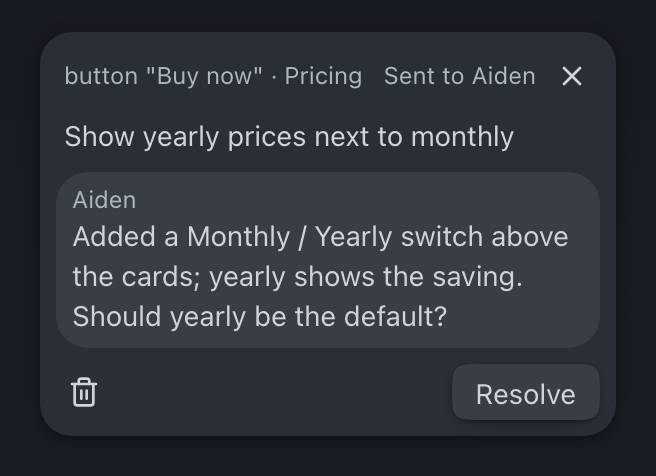 button "Buy now" · Pricing Sent to Aiden
Show yearly prices next to monthly
Aiden
Added a Monthly / Yearly switch above
the cards; yearly shows the saving.
Should yearly be the default?
Resolve